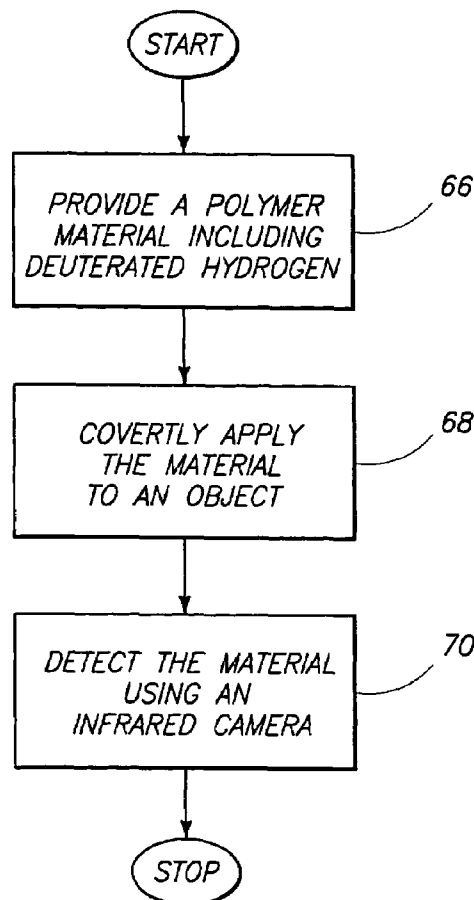 START
PROVIDE A POLYMER
MATERIAL INCLUDING
DEUTERATED HYDROGEN
66
COVERTLY APPLY
THE MATERIAL
TO AN OBJECT
68
DETECT THE MATERIAL
USING AN
INFRARED CAMERA
70
STOP